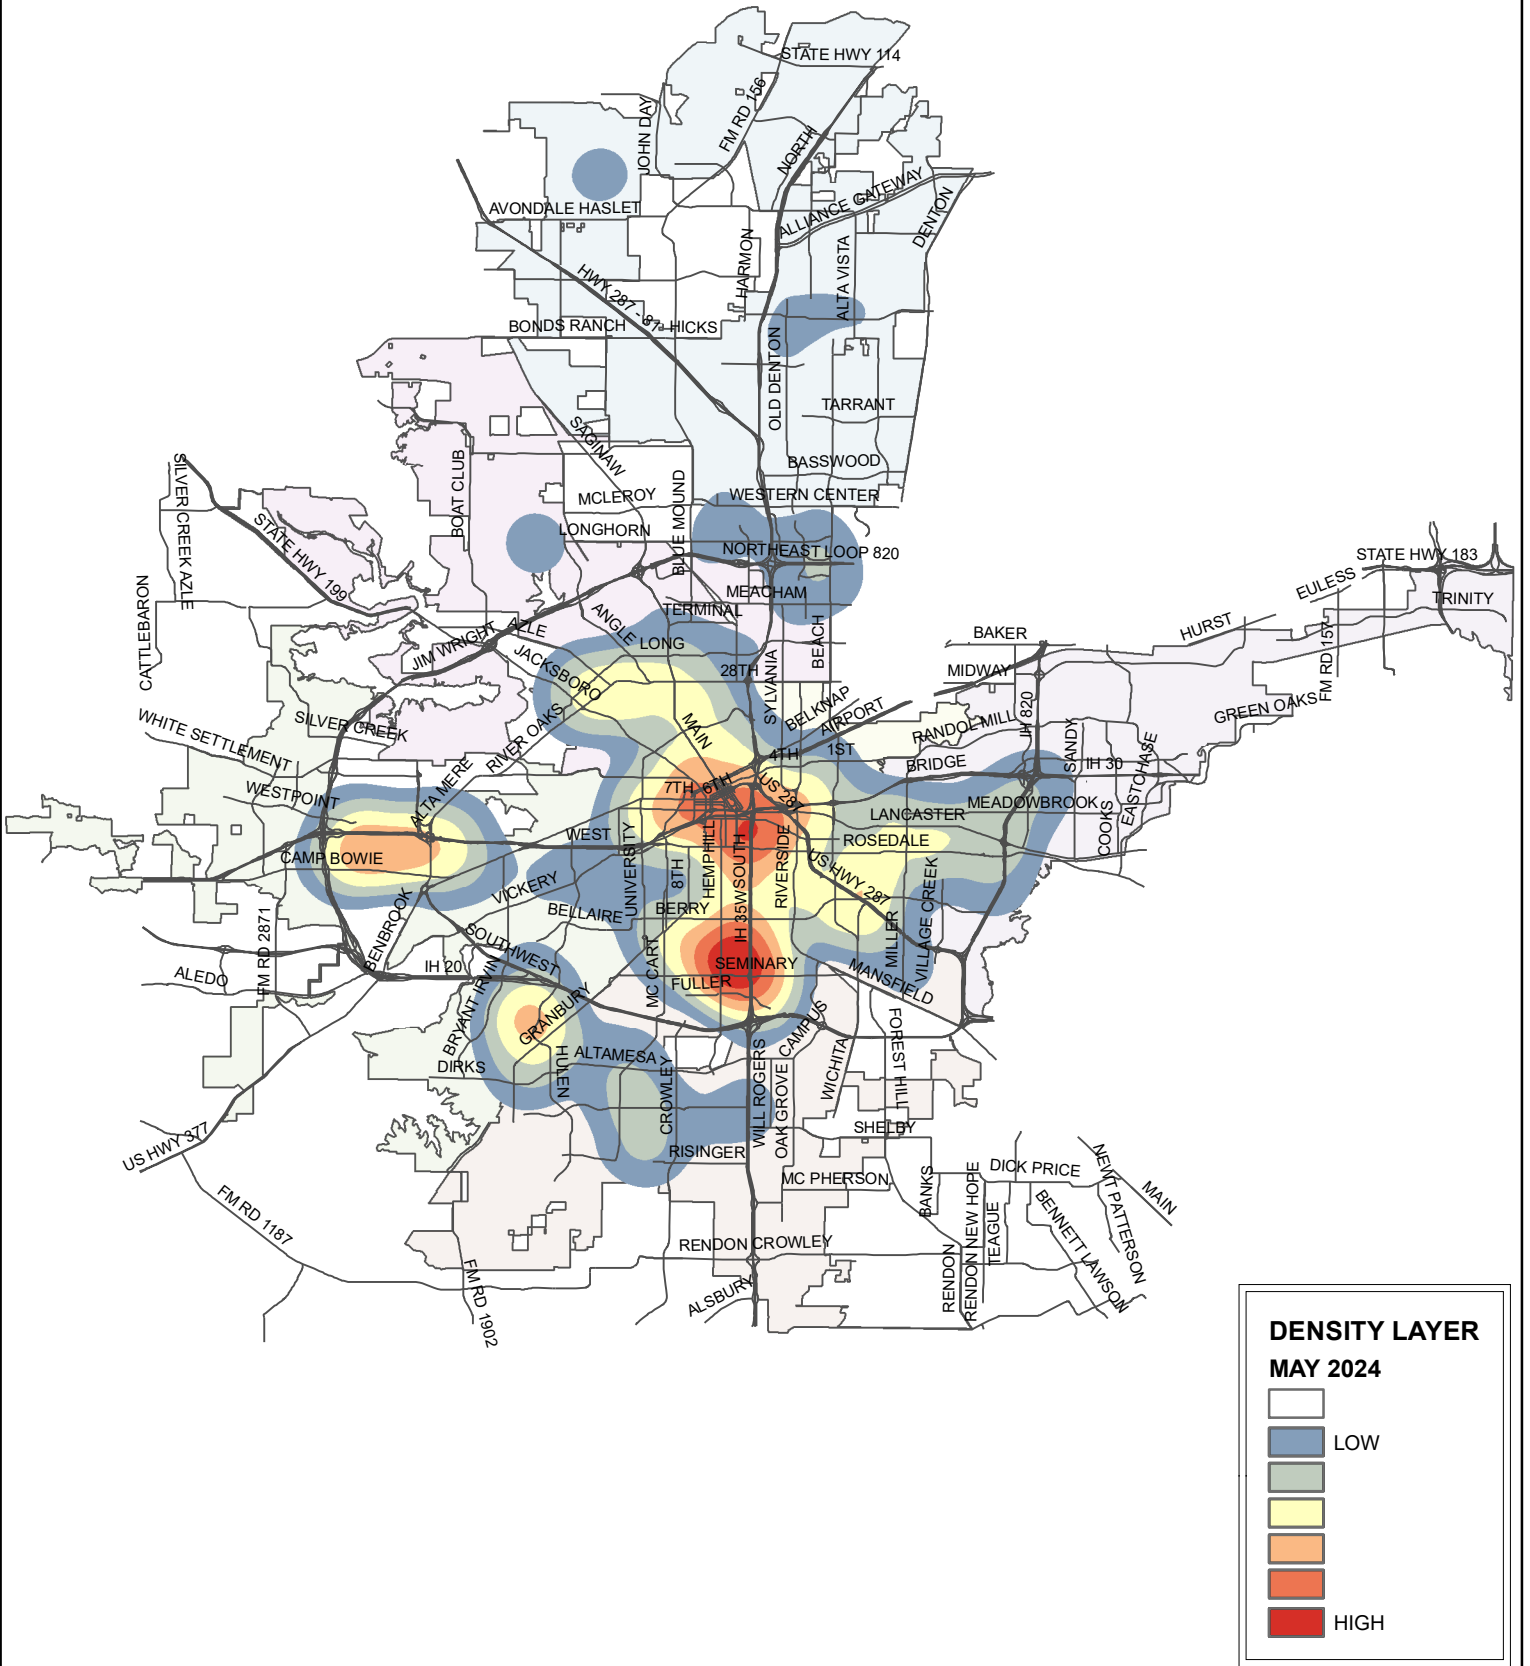 STATE HWY 114
FM RD 156
JOHN DAY
NORTH
ALLIANCE GATEWAY
AVONDALE HASLET
DENTON
HARMON
ALTA VISTA
HWY 287 - 81
BONDS RANCH
HICKS
OLD DENTON
TARRANT
SAGINAW
BASSWOOD
BOAT CLUB
MCLEROY
BLUE MOUND
WESTERN CENTER
SILVER CREEK AZLE
STATE HWY 199
LONGHORN
NORTHEAST LOOP 820
STATE HWY 183
EULESS
TRINITY
CATTLEBARON
MEACHAM
TERMINAL
ANGLE
AZLE
JIM WRIGHT
LONG
BEACH
BAKER
HURST
FM RD 157
JACKSBORO
28TH
MIDWAY
SYLVANIA
BELKNAP
AIRPORT
RANDOL MILL
IH 820
GREEN OAKS
WHITE SETTLEMENT
SILVER CREEK
RIVER OAKS
MAIN
4TH
1ST
BRIDGE
SANDY
IH 30
EASTCHASE
WESTPOINT
ALTA MERE
7TH
6TH
US 287
LANCASTER
MEADOWBROOK
COOKS
WEST
ROSEDALE
CAMP BOWIE
UNIVERSITY
8TH
HEMPHILL
IH 35WSOUTH
RIVERSIDE
US HWY 287
VILLAGE CREEK
VICKERY
BELLAIRE
BERRY
MILLER
BENBROOK
FM RD 2871
SOUTHWEST
MC CART
SEMINARY
MANSFIELD
ALEDO
IH 20
FULLER
BRYANT IRVIN
GRANBURY
CAMPUS
FOREST HILL
DIRKS
HULEN
ALTAMESA
CROWLEY
WILL ROGERS
OAK GROVE
WICHITA
US HWY 377
RISINGER
SHELBY
MC PHERSON
BANKS
RENDON NEW HOPE
DICK PRICE
NEWT PATTERSON
MAIN
TEAGUE
BENNETT LAWSON
FM RD 1187
RENDON CROWLEY
RENDON
FM RD 1902
ALSBURY
DENSITY LAYER
MAY 2024
LOW
HIGH